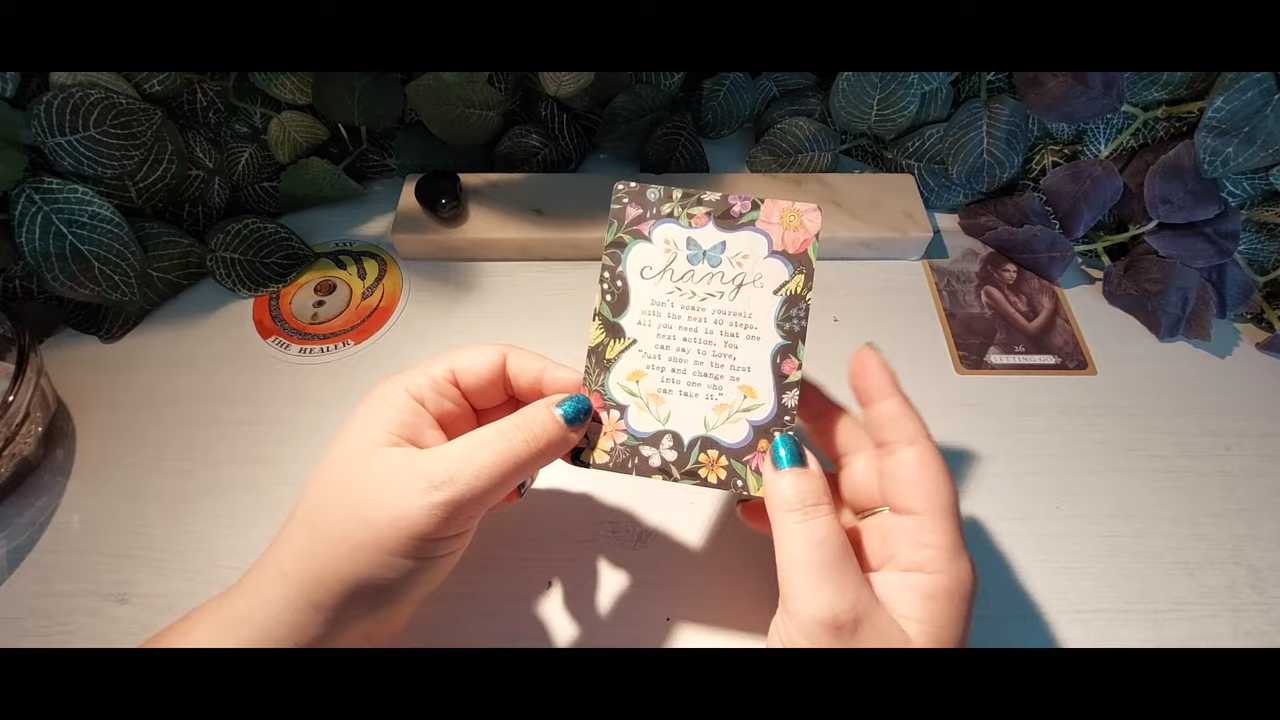 XXV
THE HEALER
change
Don't scare yourself
with the next 40 steps.
All you need is that one
next action. You
can say to Love,
"Just show me the first
step and change me
into one who
can take it."
26
LETTING GO